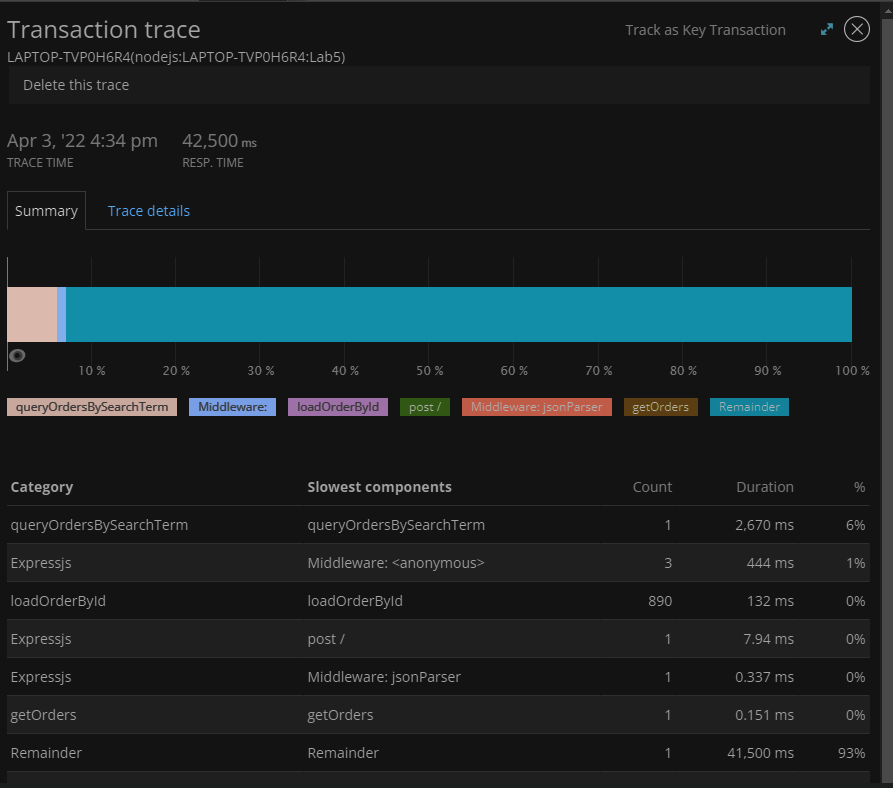 Transaction trace
Track as Key Transaction
LAPTOP-TVP0H6R4(nodejs:LAPTOP-TVP0H6R4:Lab5)
Delete this trace
Apr 3, '22 4:34 pm 42,500 ms
TRACE TIME RESP. TIME
Summary Trace details
10 % 20 % 30 % 40 % 50 % 60 % 70 % 80 % 90 % 100 %
queryOrdersBySearchTerm Middleware: loadOrderById post / Middleware: jsonParser getOrders Remainder
Category Slowest components Count Duration %
queryOrdersBySearchTerm queryOrdersBySearchTerm 1 2,670 ms 6%
Expressjs Middleware: <anonymous> 3 444 ms 1%
loadOrderById loadOrderById 890 132 ms 0%
Expressjs post / 1 7.94 ms 0%
Expressjs Middleware: jsonParser 1 0.337 ms 0%
getOrders getOrders 1 0.151 ms 0%
Remainder Remainder 1 41,500 ms 93%